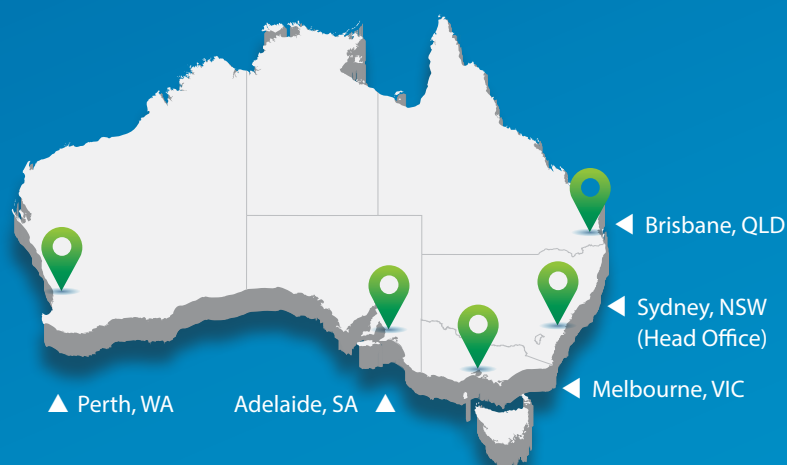 Brisbane, QLD
Sydney, NSW
(Head Office)
Melbourne, VIC
Perth, WA
Adelaide, SA